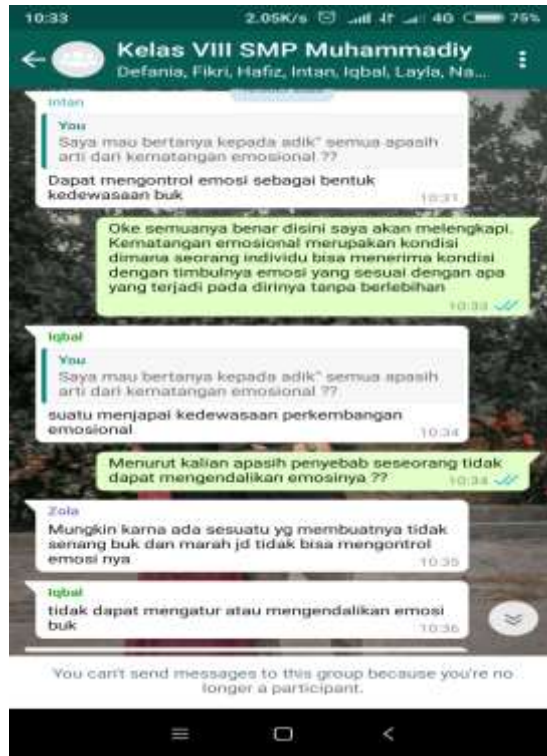 10:33 2.05K/s 4G 75%
Kelas VIII SMP Muhammadiy
Defania, Fikri, Hafiz, Intan, Iqbal, Layla, Na...
Intan
You
Saya mau bertanya kepada adik" semua apasih
arti dari kematangan emosional ??
Dapat mengontrol emosi sebagai bentuk
kedewasaan buk
10:31
Oke semuanya benar disini saya akan melengkapi.
Kematangan emosional merupakan kondisi
dimana seorang individu bisa menerima kondisi
dengan timbulnya emosi yang sesuai dengan apa
yang terjadi pada dirinya tanpa berlebihan
10:33
Iqbal
You
Saya mau bertanya kepada adik" semua apasih
arti dari kematangan emosional ??
suatu menjapai kedewasaan perkembangan
emosional
10:34
Menurut kalian apasih penyebab seseorang tidak
dapat mengendalikan emosinya ??
10:34
Zola
Mungkin karna ada sesuatu yg membuatnya tidak
senang buk dan marah jd tidak bisa mengontrol
emosi nya
10:35
Iqbal
tidak dapat mengatur atau mengendalikan emosi
buk
10:36
You can't send messages to this group because you're no
longer a participant.